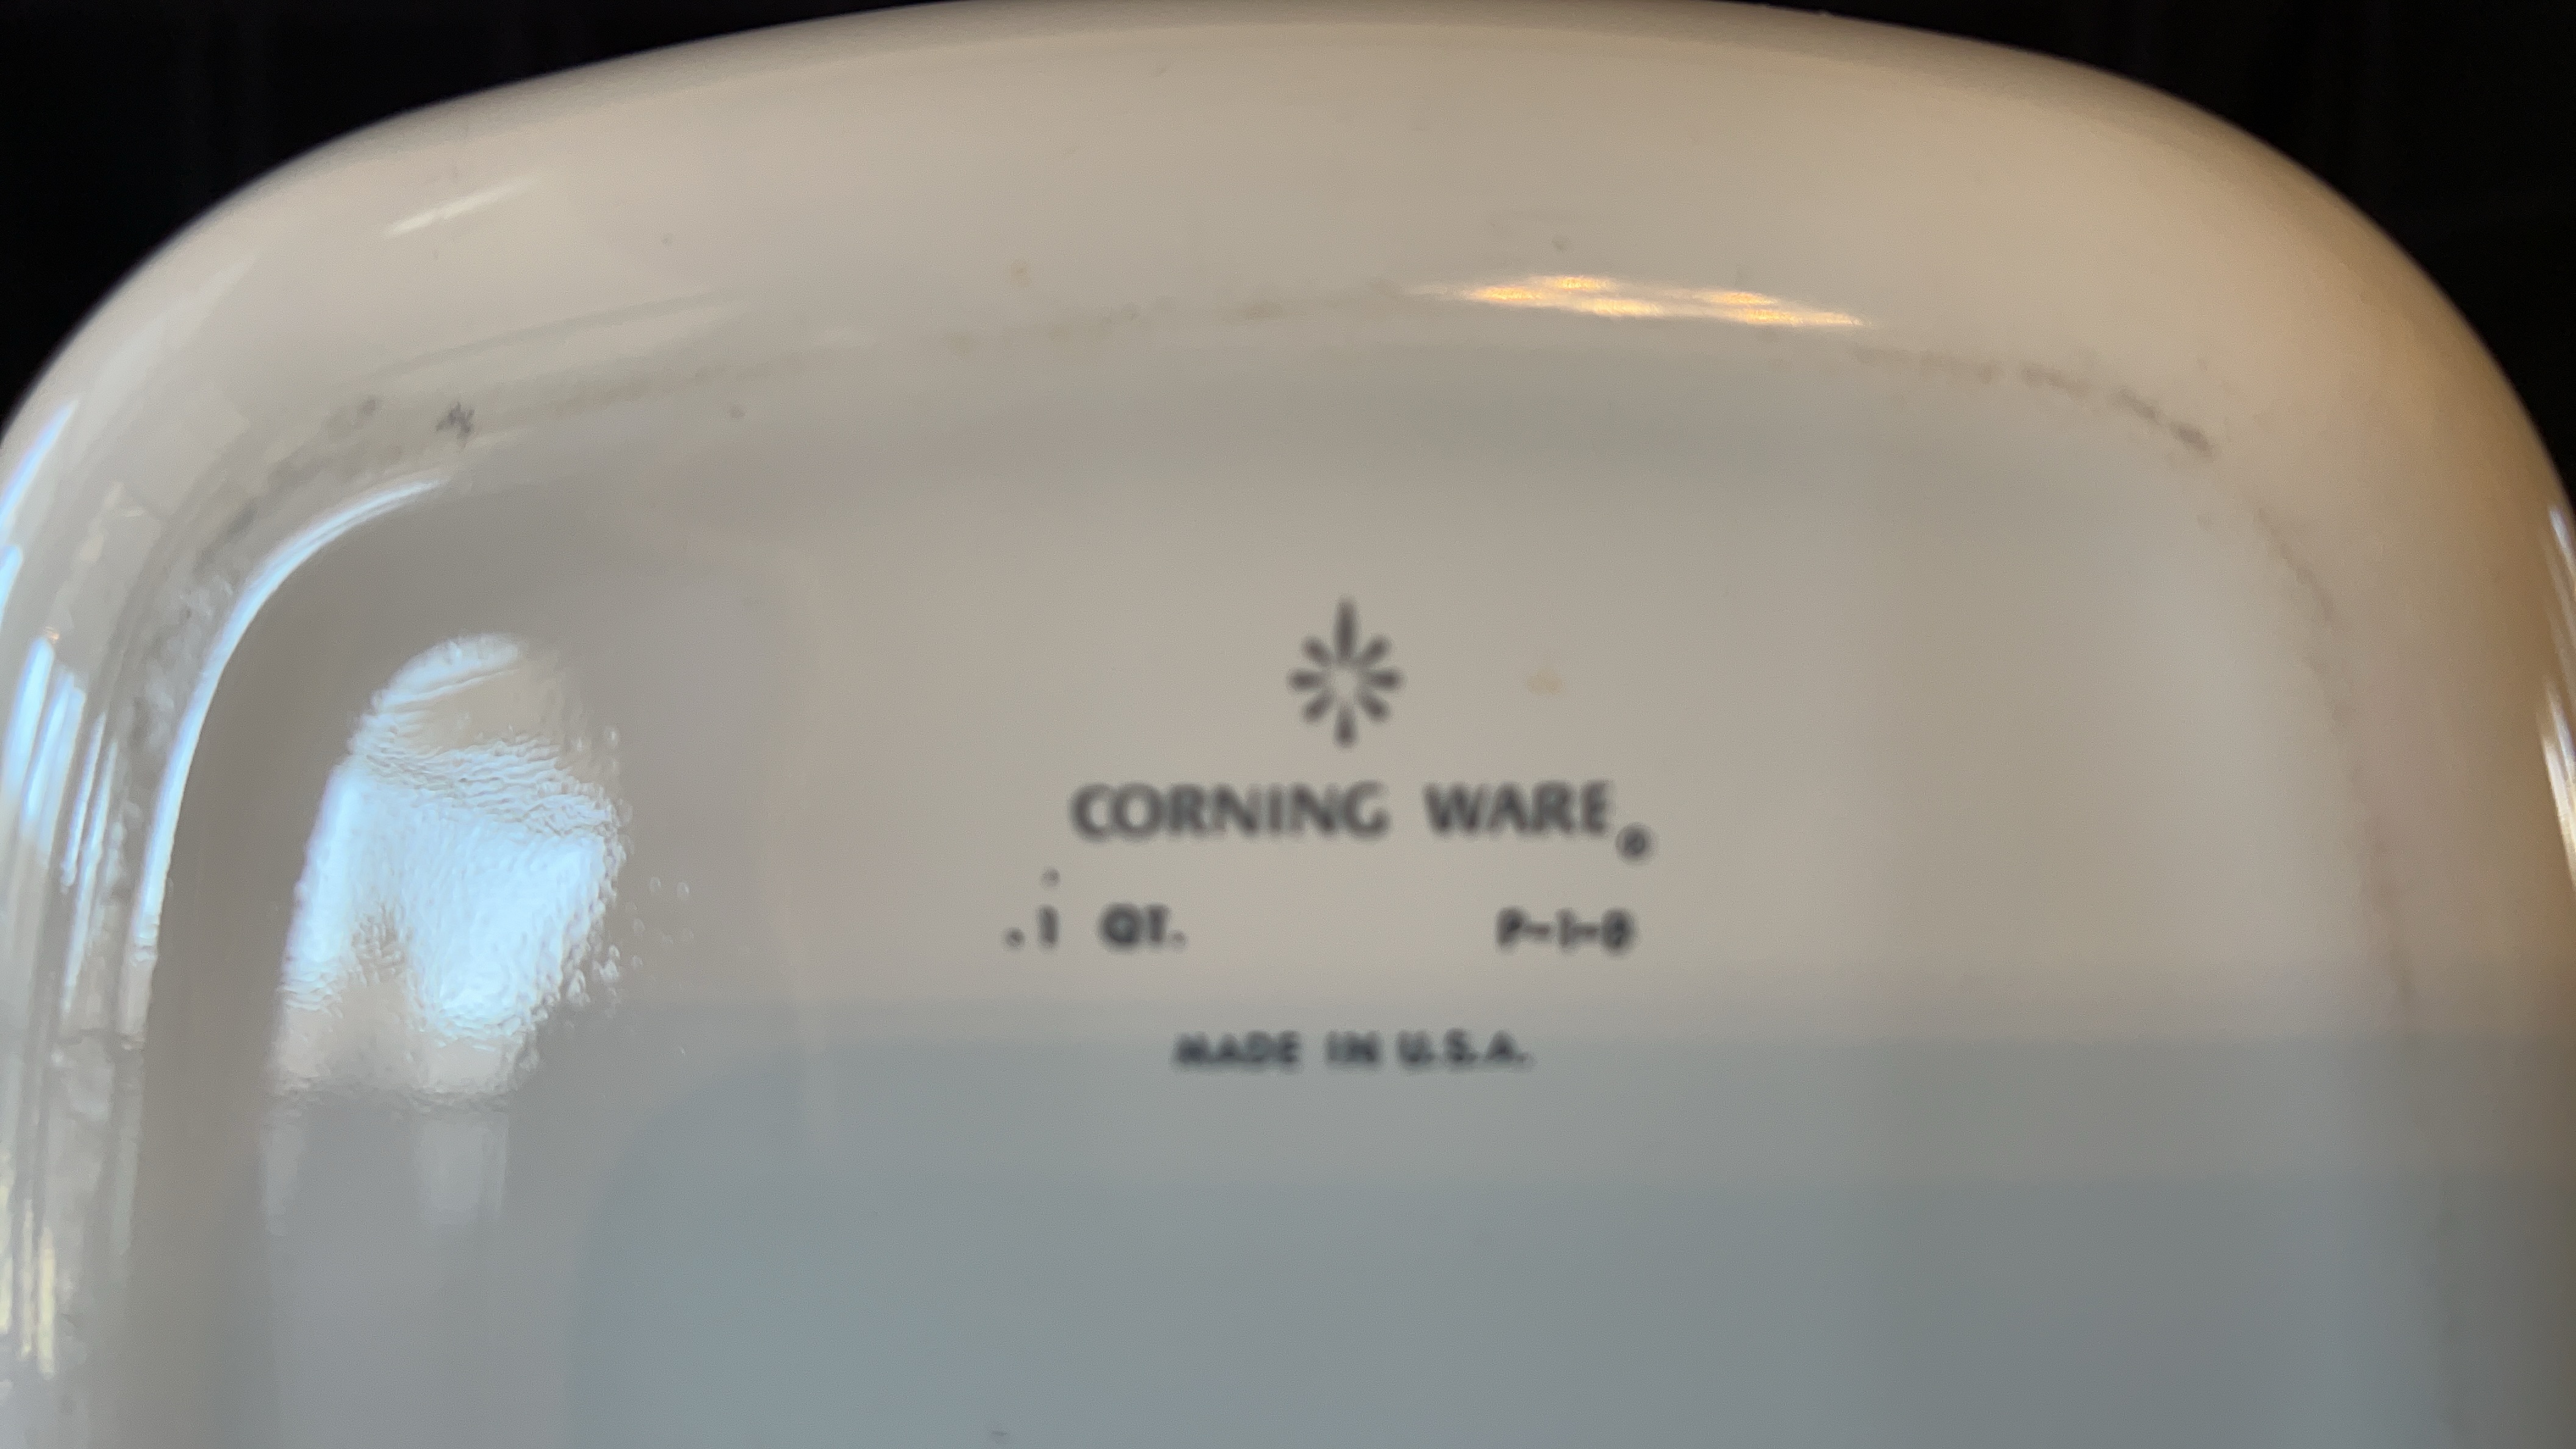 CORNING WARE®
.1 QT. P-1-B
MADE IN U.S.A.